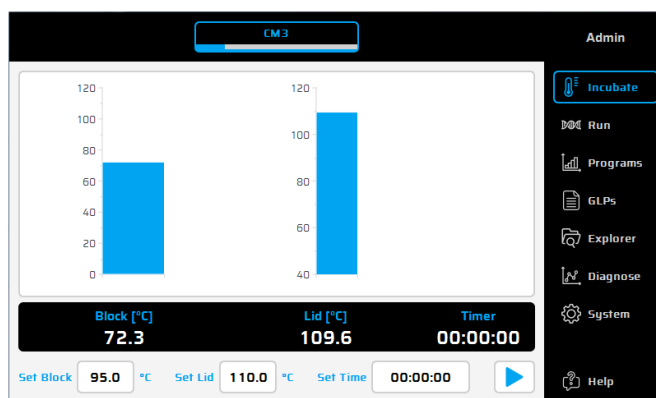 CM3
Admin
120
100
80
60
40
20
0
120
100
80
60
40
Incubate
Run
Programs
GLPs
Explorer
Diagnose
System
Help
Block [°C] Lid [°C] Timer
72.3 109.6 00:00:00
Set Block 95.0 °C Set Lid 110.0 °C Set Time 00:00:00